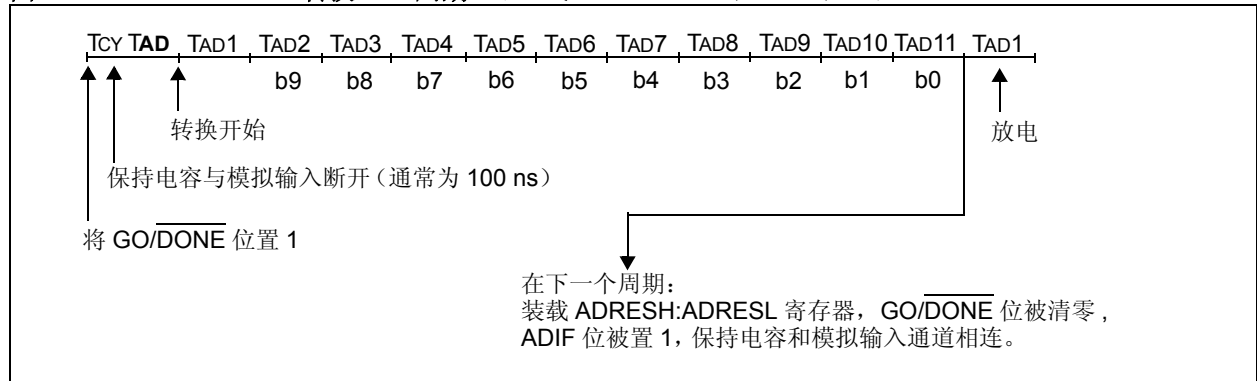 TCY TAD TAD1 TAD2 TAD3 TAD4 TAD5 TAD6 TAD7 TAD8 TAD9 TAD10 TAD11 TAD1
b9 b8 b7 b6 b5 b4 b3 b2 b1 b0
转换开始
放电
保持电容与模拟输入断开（通常为 100 ns）
将 GO/DONE 位置 1
在下一个周期：
装载 ADRESH:ADRESL 寄存器，GO/DONE 位被清零 ,
ADIF 位被置 1，保持电容和模拟输入通道相连。